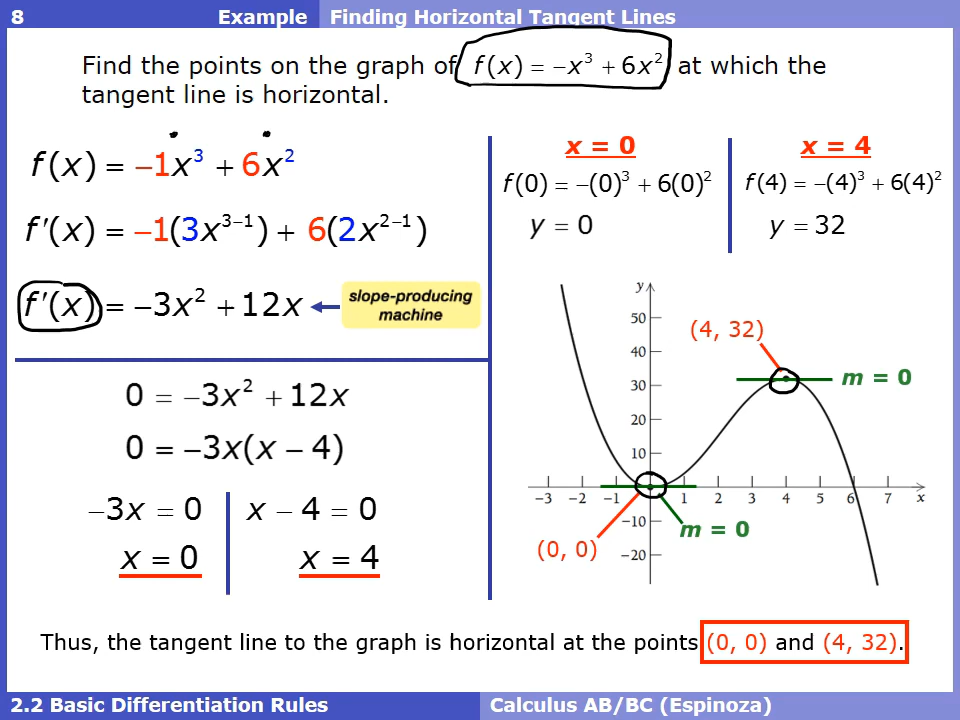 8 Example Finding Horizontal Tangent Lines
Find the points on the graph of f(x) = −x³ + 6x² at which the
tangent line is horizontal.
f(x) = −1x³ + 6x²
f′(x) = −1(3x³⁻¹) + 6(2x²⁻¹)
f′(x) = −3x² + 12x
slope-producing
machine
0 = −3x² + 12x
0 = −3x(x − 4)
−3x = 0
x = 0
x − 4 = 0
x = 4
x = 0
f(0) = −(0)³ + 6(0)²
y = 0
x = 4
f(4) = −(4)³ + 6(4)²
y = 32
y
50
40
30
20
10
−10
−20
−3 −2 −1 1 2 3 4 5 6 7 x
(4, 32)
m = 0
(0, 0)
m = 0
Thus, the tangent line to the graph is horizontal at the points (0, 0) and (4, 32).
2.2 Basic Differentiation Rules Calculus AB/BC (Espinoza)